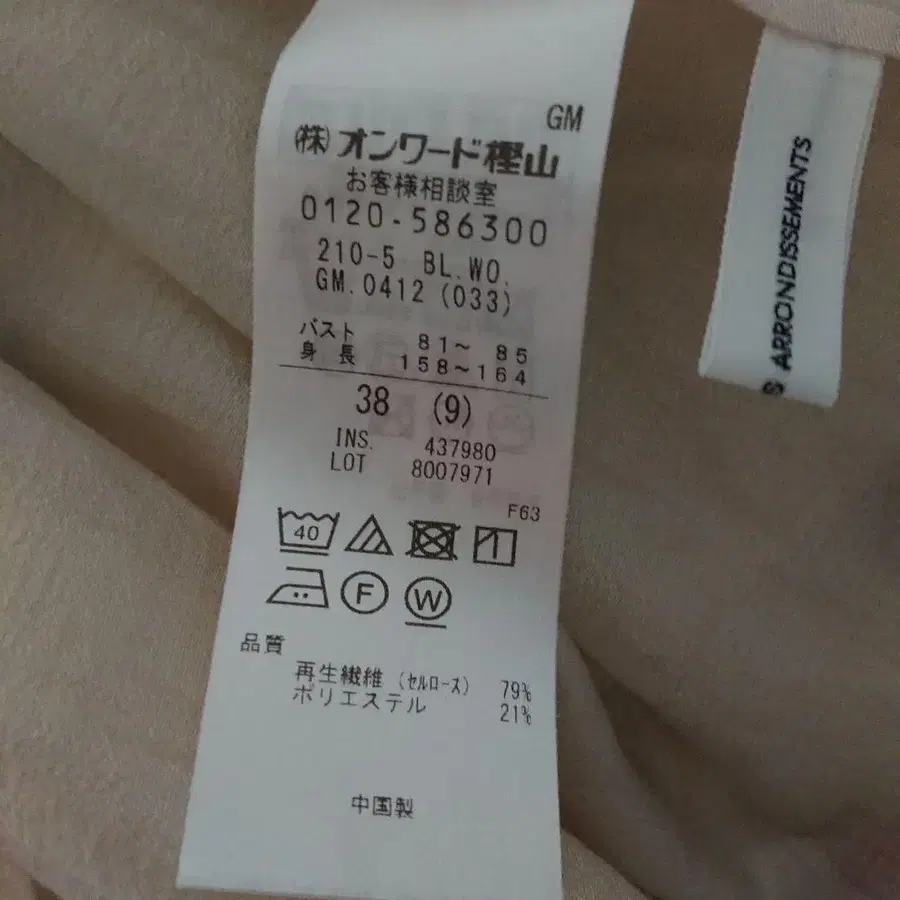 GM
(株)オンワード樫山
お客様相談室
0120-586300
210-5 BL.WO.
GM.0412(033)
バスト 81～ 85
身 長 158～164
38 (9)
INS. 437980
LOT 8007971
F63
40
F
W
品質
再生繊維(セルロース) 79%
ポリエステル 21%
中国製
S ARRONDISSEMENTS